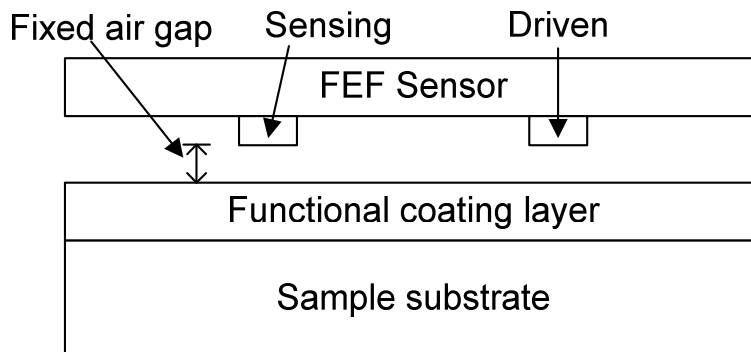 Fixed air gap
Sensing
Driven
FEF Sensor
Functional coating layer
Sample substrate